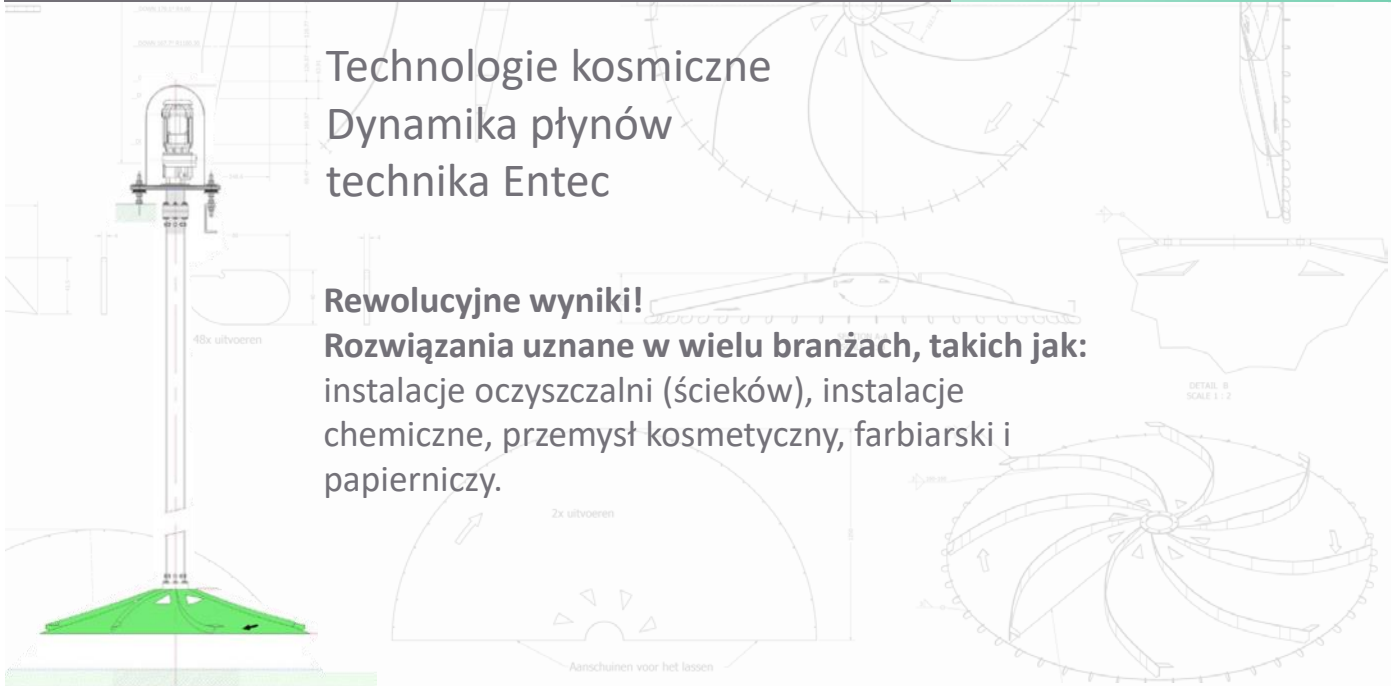 Technologie kosmiczne
Dynamika płynów
technika Entec
Rewolucyjne wyniki!
Rozwiązania uznane w wielu branżach, takich jak:
instalacje oczyszczalni (ścieków), instalacje
chemiczne, przemysł kosmetyczny, farbiarski i
papierniczy.
48x uitvoeren
DETAIL B
SCALE 1 : 2
2x uitvoeren
Aanschuinen voor het lassen